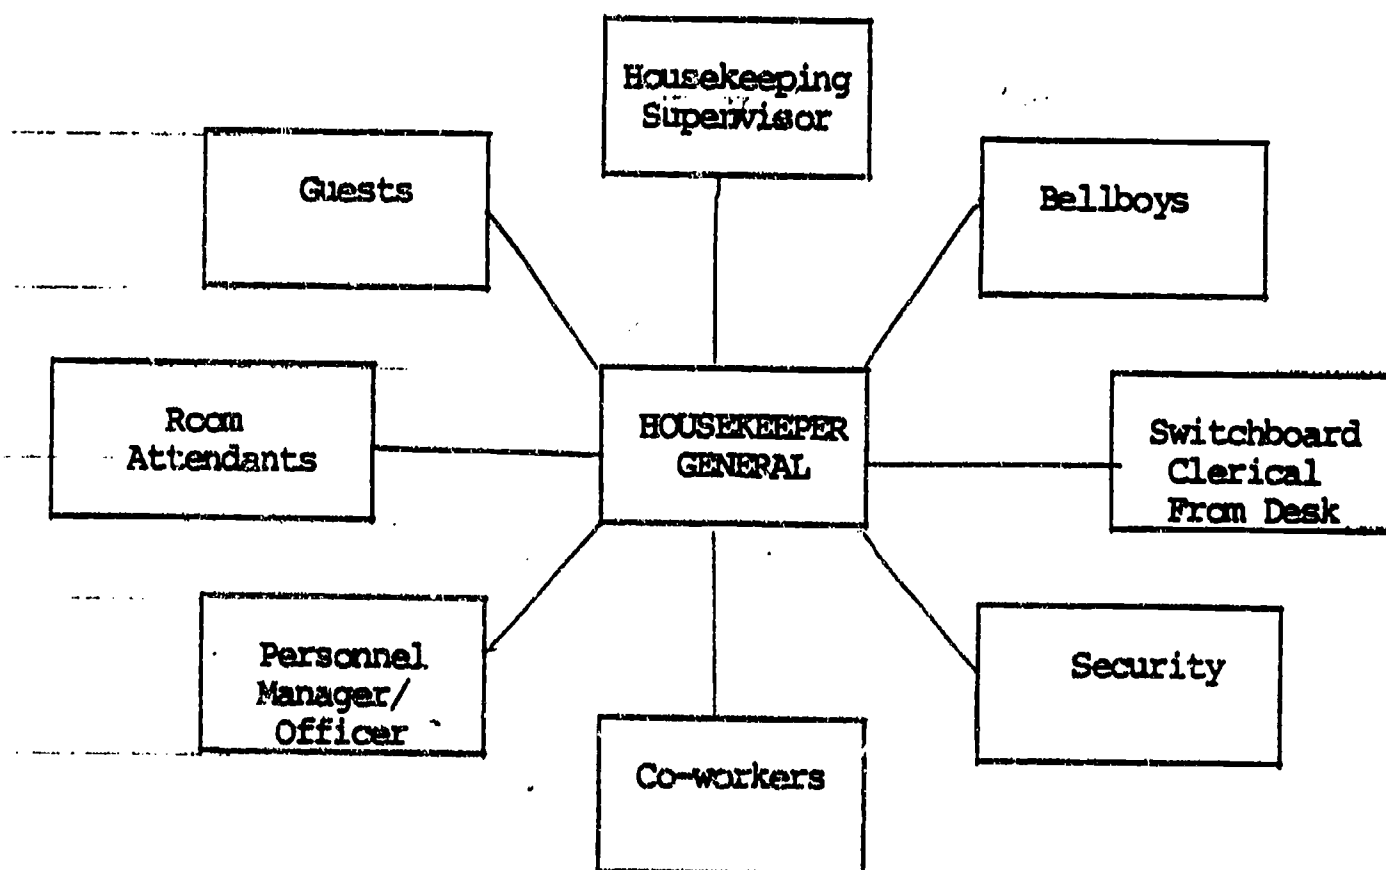 Housekeeping
Supervisor
Guests
Bellboys
Room
Attendants
HOUSEKEEPER
GENERAL
Switchboard
Clerical
From Desk
Personnel
Manager/
Officer
Security
Co-workers